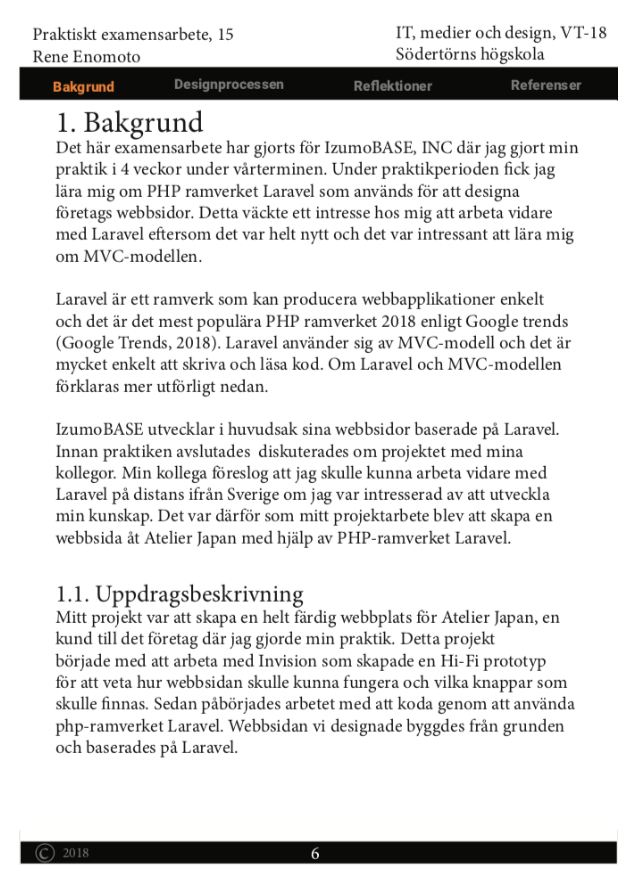 Praktiskt examensarbete, 15
Rene Enomoto
IT, medier och design, VT-18
Södertörns högskola
Bakgrund Designprocessen Reflektioner Referenser
1. Bakgrund
Det här examensarbete har gjorts för IzumoBASE, INC där jag gjort min
praktik i 4 veckor under vårterminen. Under praktikperioden fick jag
lära mig om PHP ramverket Laravel som används för att designa
företags webbsidor. Detta väckte ett intresse hos mig att arbeta vidare
med Laravel eftersom det var helt nytt och det var intressant att lära mig
om MVC-modellen.
Laravel är ett ramverk som kan producera webbapplikationer enkelt
och det är det mest populära PHP ramverket 2018 enligt Google trends
(Google Trends, 2018). Laravel använder sig av MVC-modell och det är
mycket enkelt att skriva och läsa kod. Om Laravel och MVC-modellen
förklaras mer utförligt nedan.
IzumoBASE utvecklar i huvudsak sina webbsidor baserade på Laravel.
Innan praktiken avslutades  diskuterades om projektet med mina
kollegor. Min kollega föreslog att jag skulle kunna arbeta vidare med
Laravel på distans ifrån Sverige om jag var intresserad av att utveckla
min kunskap. Det var därför som mitt projektarbete blev att skapa en
webbsida åt Atelier Japan med hjälp av PHP-ramverket Laravel.
1.1. Uppdragsbeskrivning
Mitt projekt var att skapa en helt färdig webbplats för Atelier Japan, en
kund till det företag där jag gjorde min praktik. Detta projekt
började med att arbeta med Invision som skapade en Hi-Fi prototyp
för att veta hur webbsidan skulle kunna fungera och vilka knappar som
skulle finnas. Sedan påbörjades arbetet med att koda genom att använda
php-ramverket Laravel. Webbsidan vi designade byggdes från grunden
och baserades på Laravel.
© 2018 6